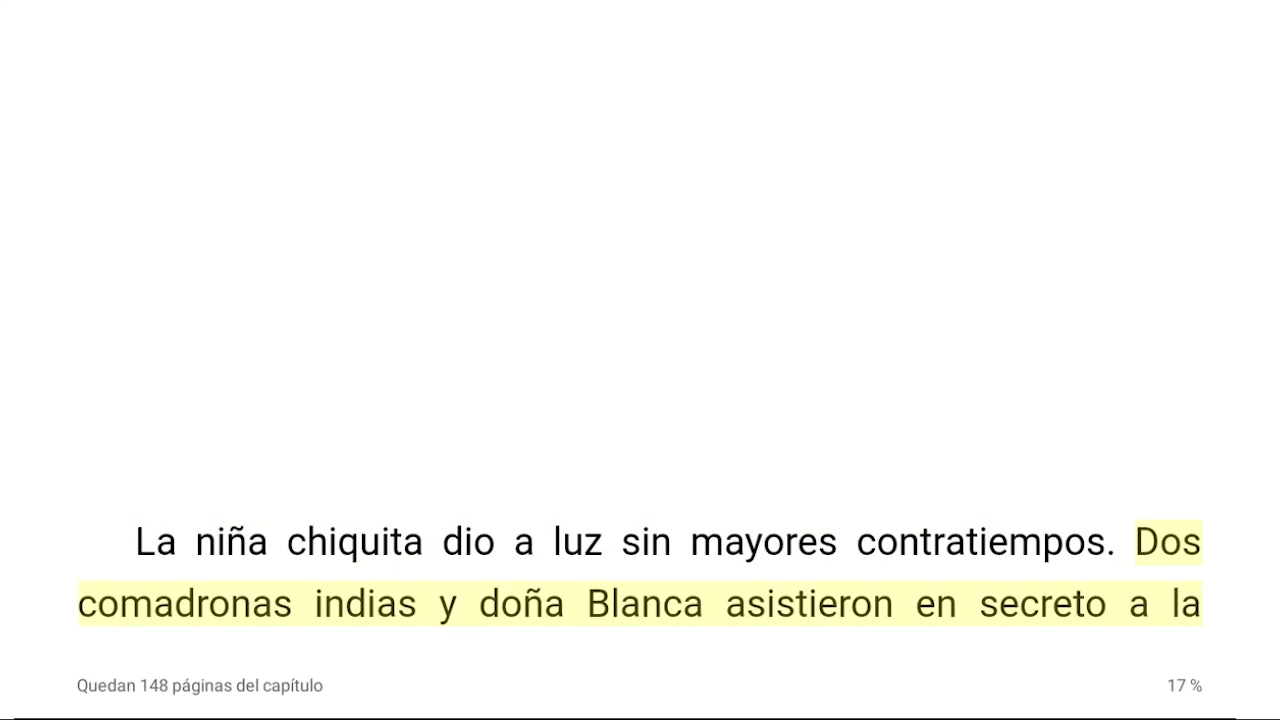 La niña chiquita dio a luz sin mayores contratiempos. Dos
comadronas indias y doña Blanca asistieron en secreto a la
Quedan 148 páginas del capítulo
17 %